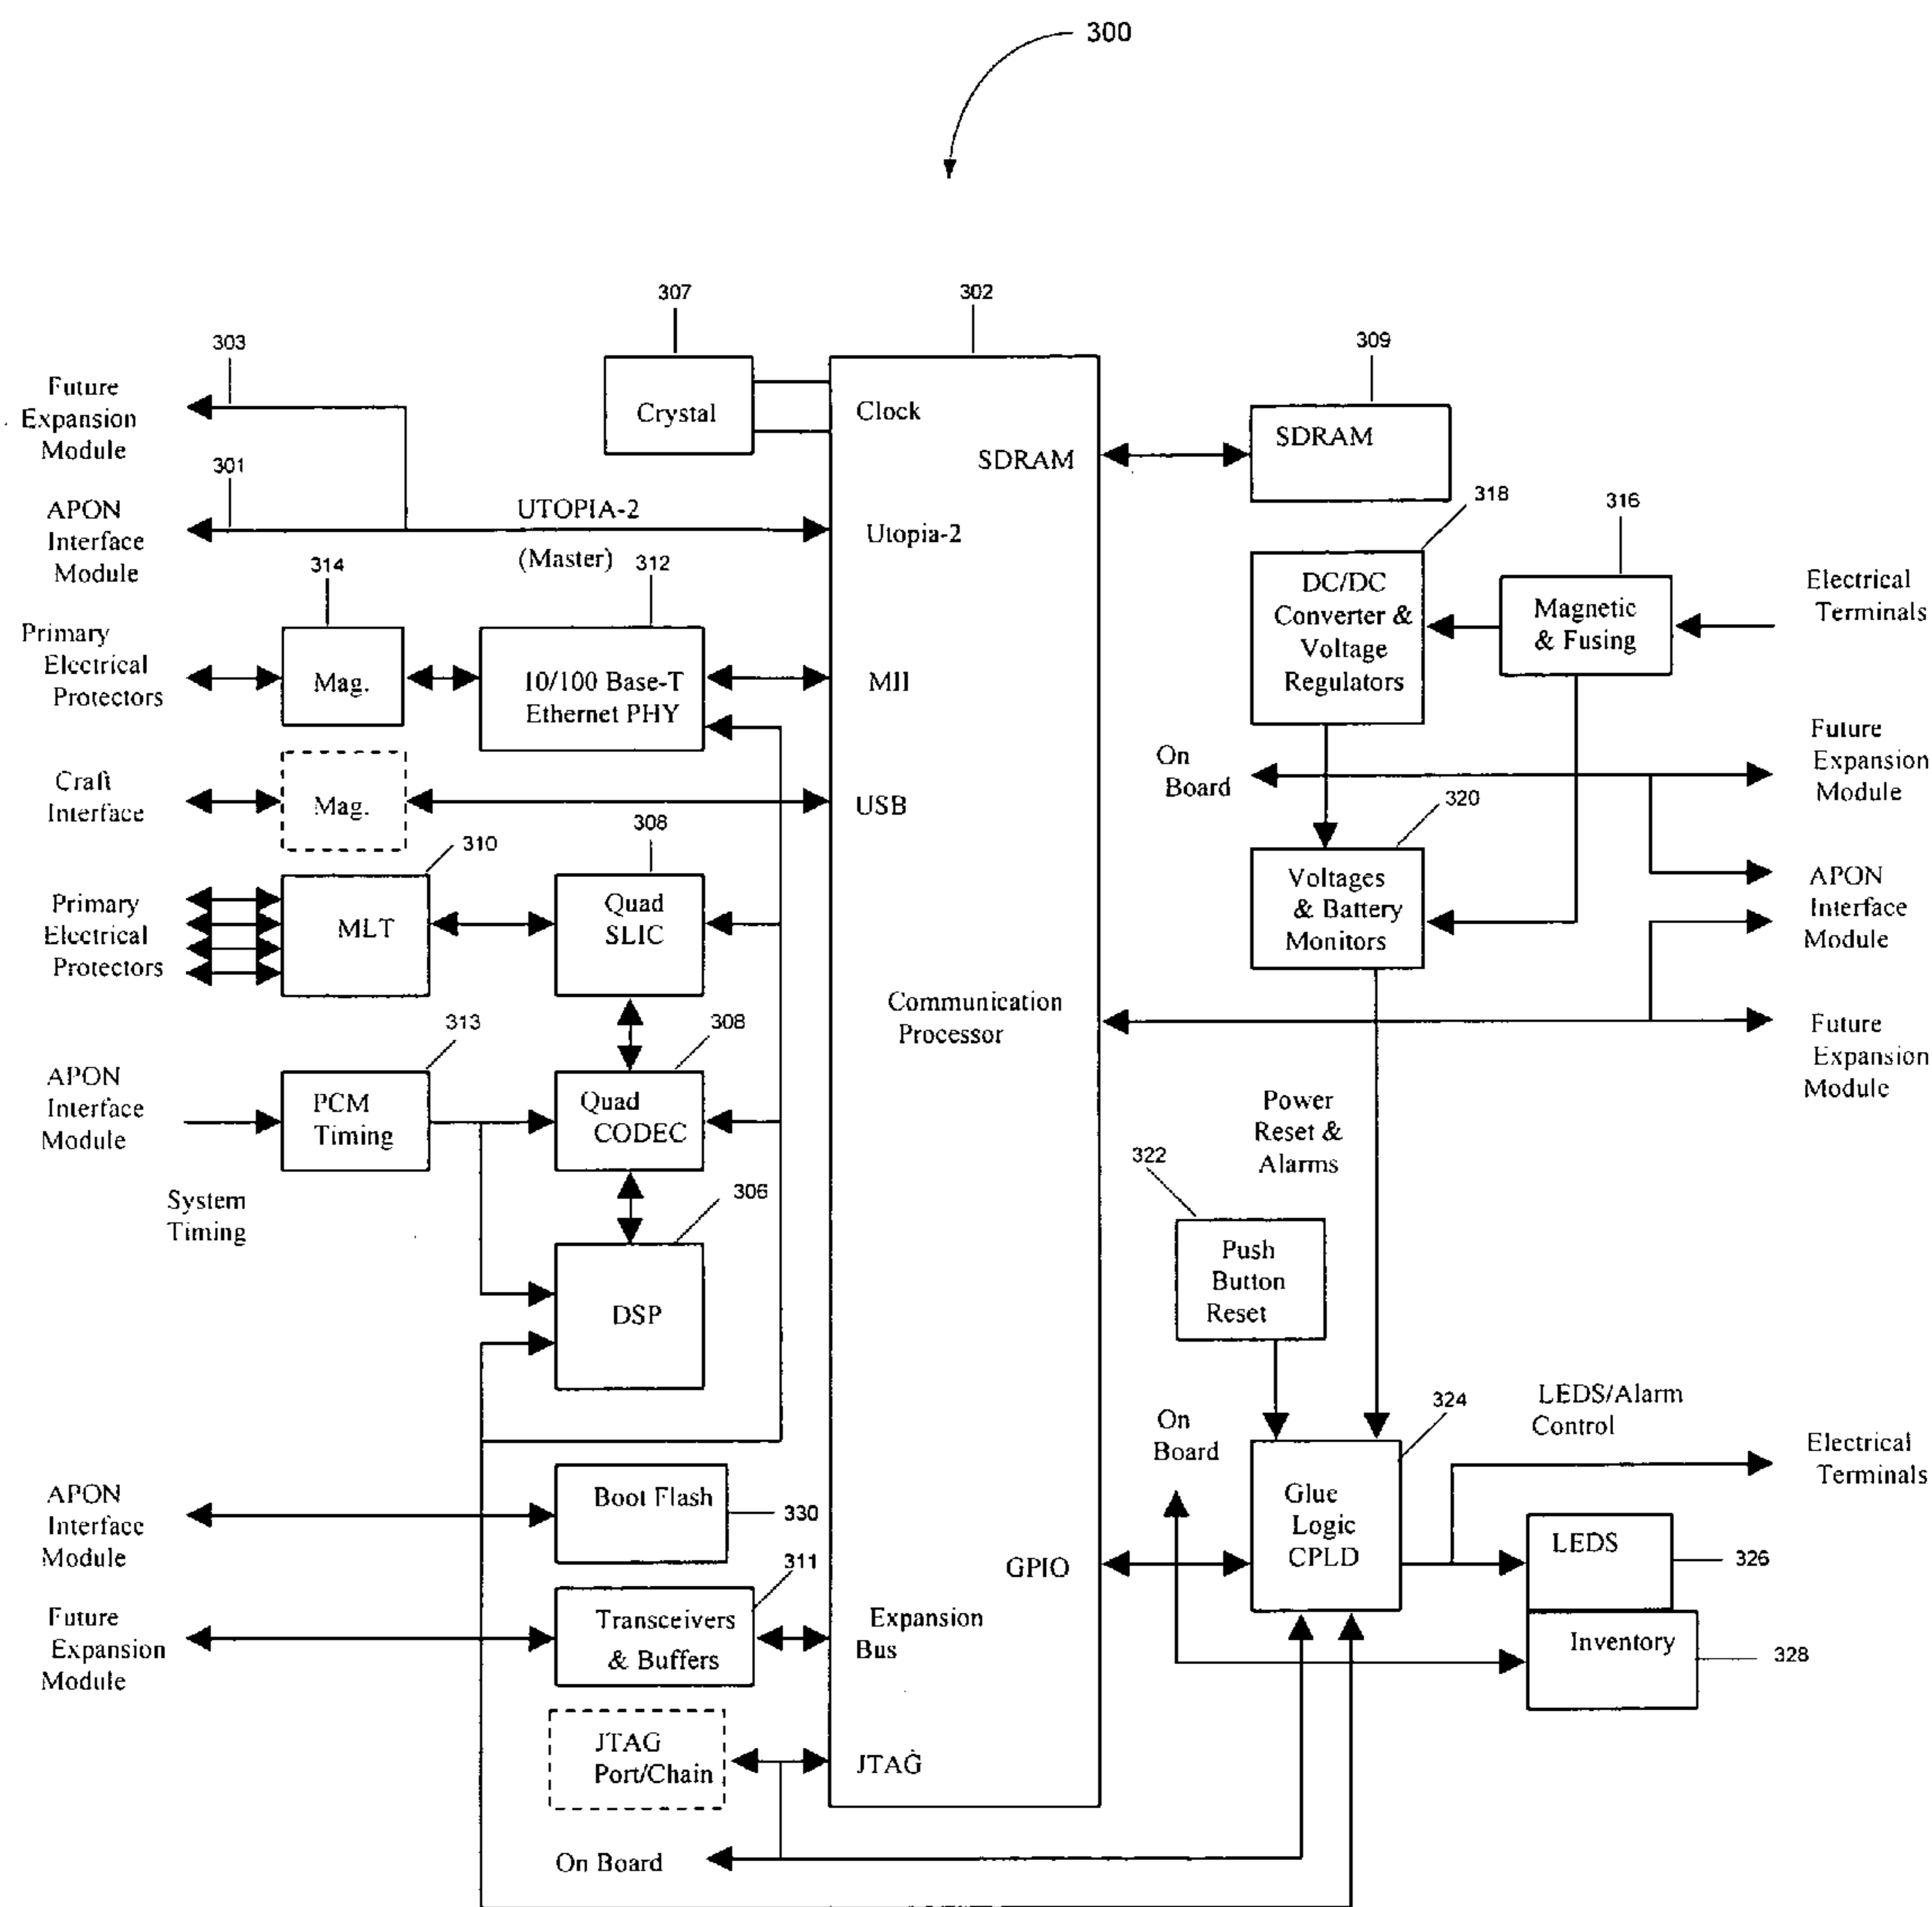 300
307
302
303
309
Future
Expansion
Module
Crystal
Clock
SDRAM
SDRAM
301
318
316
APON
Interface
Module
UTOPIA-2
(Master)
Utopia-2
314
312
DC/DC
Converter &
Voltage
Regulators
Magnetic
& Fusing
Electrical
Terminals
Primary
Electrical
Protectors
Mag.
10/100 Base-T
Ethernet PHY
MII
On
Board
Future
Expansion
Module
Craft
Interface
Mag.
USB
320
308
310
Primary
Electrical
Protectors
MLT
Quad
SLIC
Voltages
& Battery
Monitors
APON
Interface
Module
Communication
Processor
313
308
Future
Expansion
Module
APON
Interface
Module
PCM
Timing
Quad
CODEC
Power
Reset &
Alarms
322
System
Timing
306
Push
Button
Reset
DSP
On
Board
324
LEDS/Alarm
Control
Electrical
Terminals
APON
Interface
Module
Boot Flash
330
Glue
Logic
CPLD
LEDS
326
GPIO
311
Future
Expansion
Module
Transceivers
& Buffers
Expansion
Bus
Inventory
328
JTAG
Port/Chain
JTAG
On Board